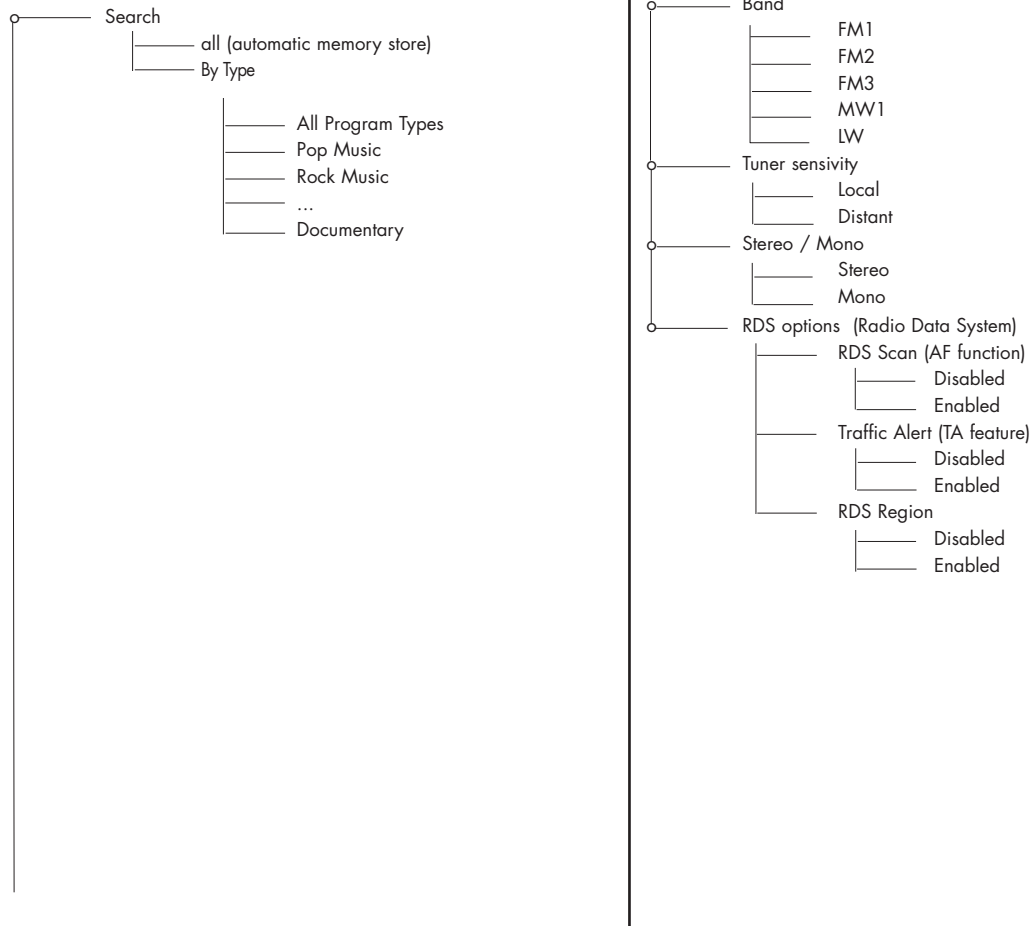 Search
all (automatic memory store)
By Type
All Program Types
Pop Music
Rock Music
...
Documentary
Band
FM1
FM2
FM3
MW1
LW
Tuner sensivity
Local
Distant
Stereo / Mono
Stereo
Mono
RDS options (Radio Data System)
RDS Scan (AF function)
Disabled
Enabled
Traffic Alert (TA feature)
Disabled
Enabled
RDS Region
Disabled
Enabled